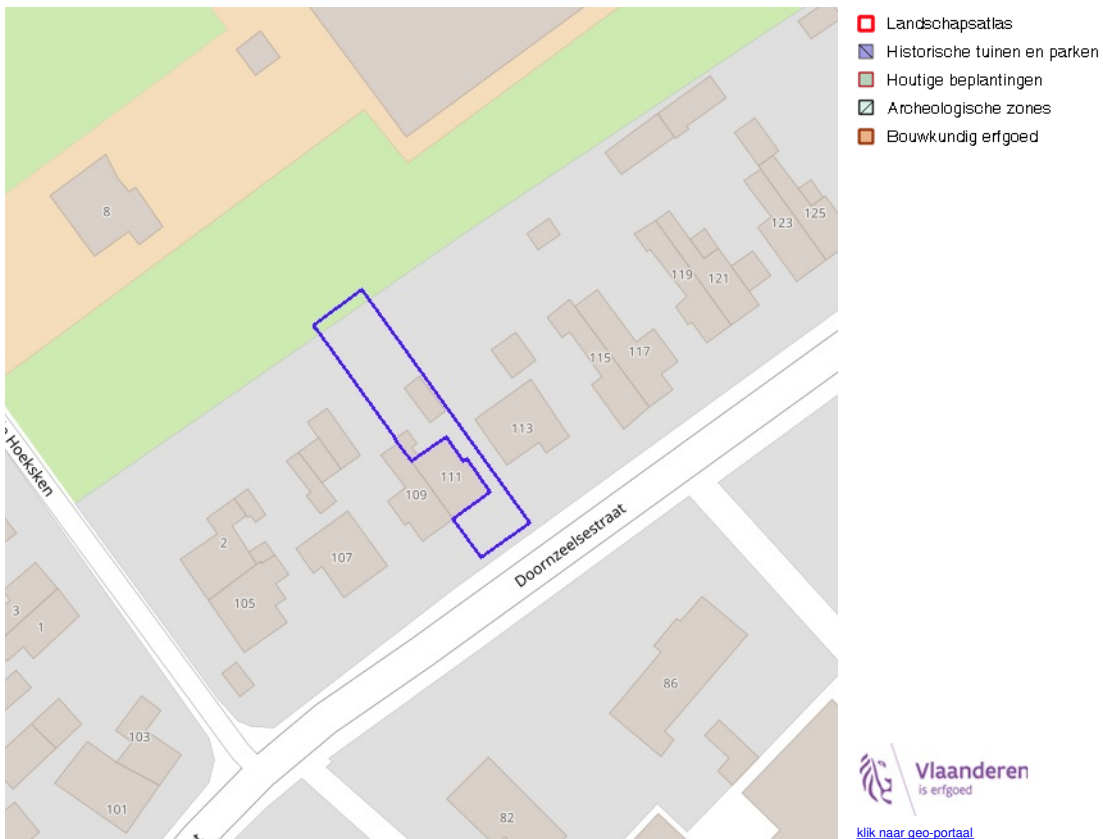 Landschapsatlas
Historische tuinen en parken
Houtige beplantingen
Archeologische zones
Bouwkundig erfgoed
8
123
125
119
121
115
117
113
111
109
107
2
105
3
1
103
101
86
82
Hoeksken
Doornzeelsestraat
Vlaanderen
is erfgoed
klik naar geo-portaal